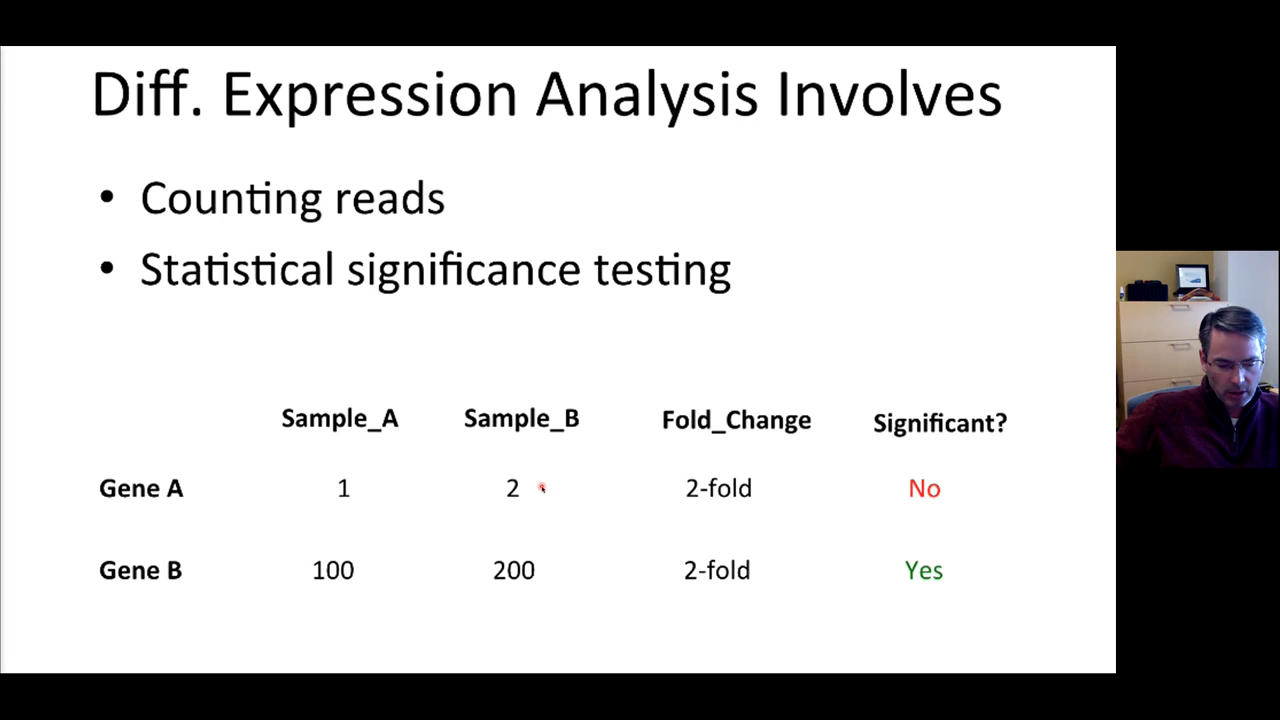 Diff. Expression Analysis Involves
• Counting reads
• Statistical significance testing
Sample_A Sample_B Fold_Change Significant?
Gene A 1 2 2-fold No
Gene B 100 200 2-fold Yes